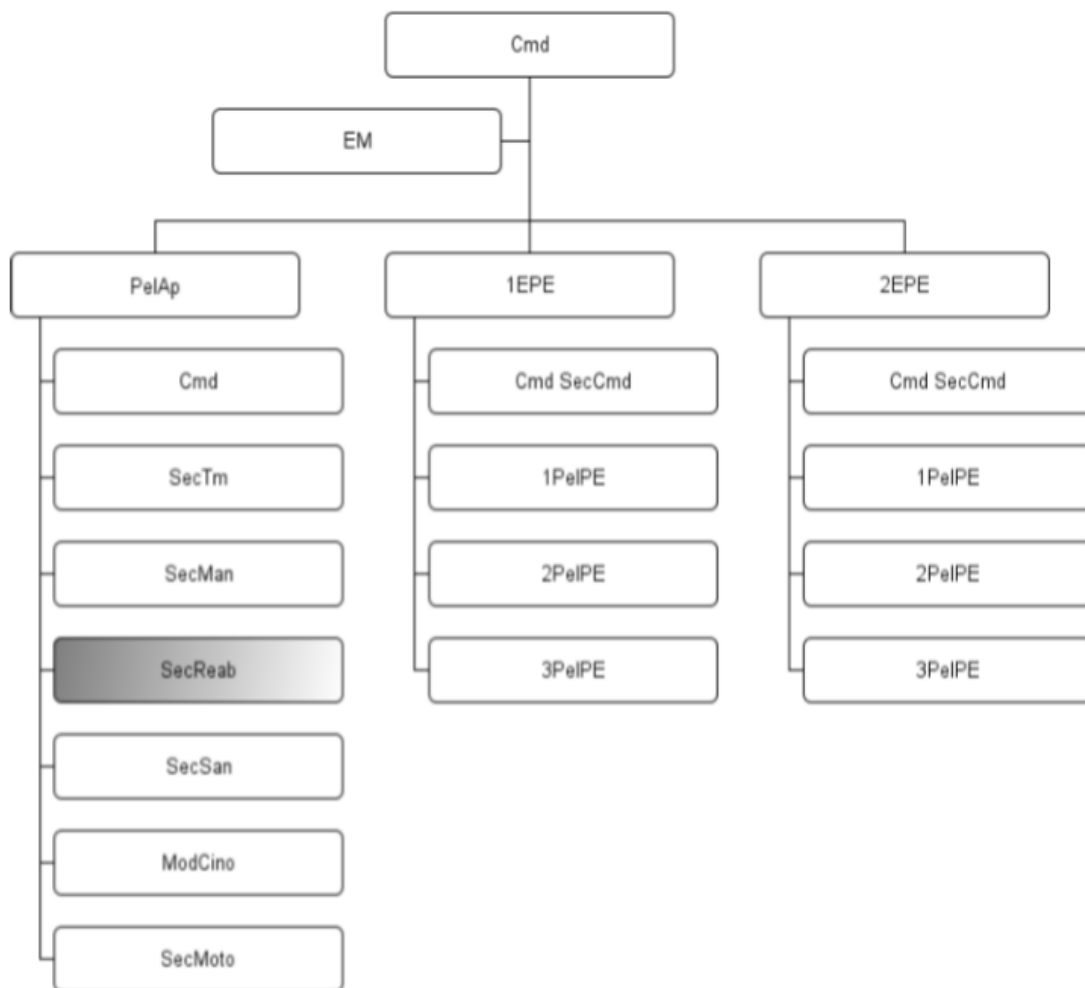 Cmd
EM
PelAp
1EPE
2EPE
Cmd
Cmd SecCmd
Cmd SecCmd
SecTm
1PelPE
1PelPE
SecMan
2PelPE
2PelPE
SecReab
3PelPE
3PelPE
SecSan
ModCino
SecMoto